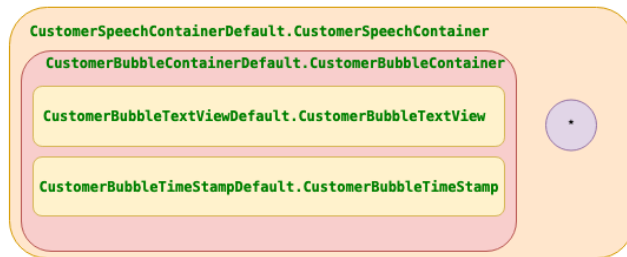 CustomerSpeechContainerDefault.CustomerSpeechContainer
CustomerBubbleContainerDefault.CustomerBubbleContainer
CustomerBubbleTextViewDefault.CustomerBubbleTextView
*
CustomerBubbleTimeStampDefault.CustomerBubbleTimeStamp